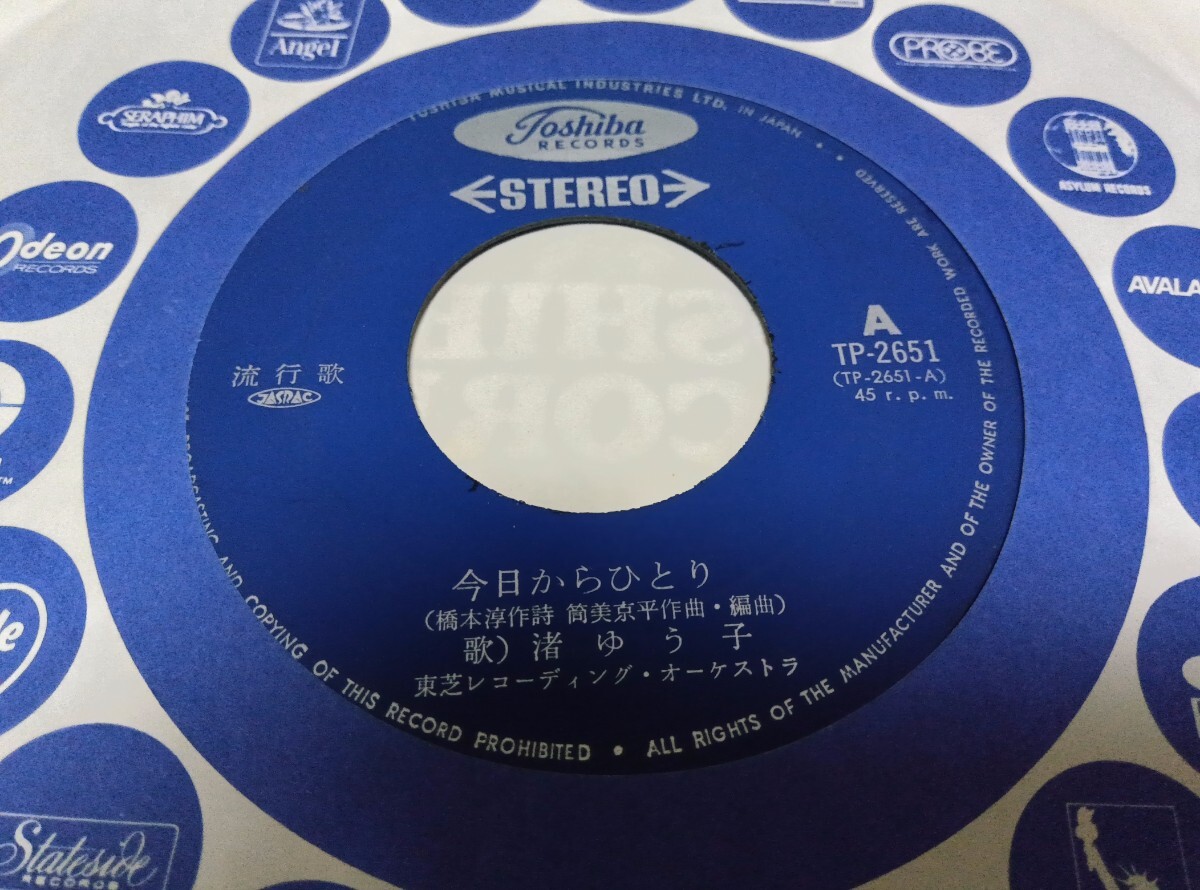 Angel
PROBE
SERAPHIM
ASYLUM RECORDS
Odeon
RECORDS
TOSHIBA MUSICAL INDUSTRIES LTD. IN JAPAN
Toshiba
RECORDS
STEREO
A
TP-2651
(TP-2651-A)
45 r.p.m.
流行歌
JASRAC
今日からひとり
(橋本淳作詩 筒美京平作曲・編曲)
歌)渚ゆう子
東芝レコーディング・オーケストラ
AND COPYING OF THIS RECORD PROHIBITED • ALL RIGHTS OF THE MANUFACTURER AND OF THE OWNER OF THE RECORDED WORK ARE RESERVED
Stateside
RECORDS